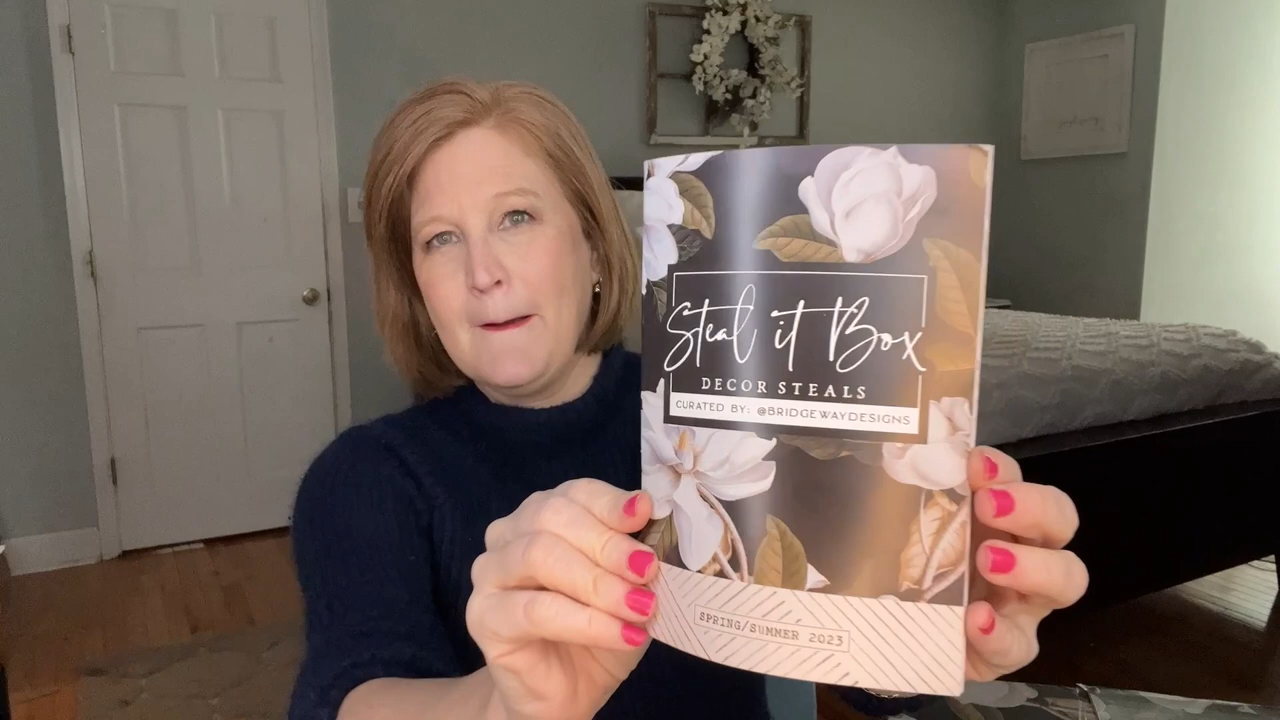 Steal it Box
DECOR STEALS
CURATED BY: @BRIDGEWAYDESIGNS
SPRING/SUMMER 2023